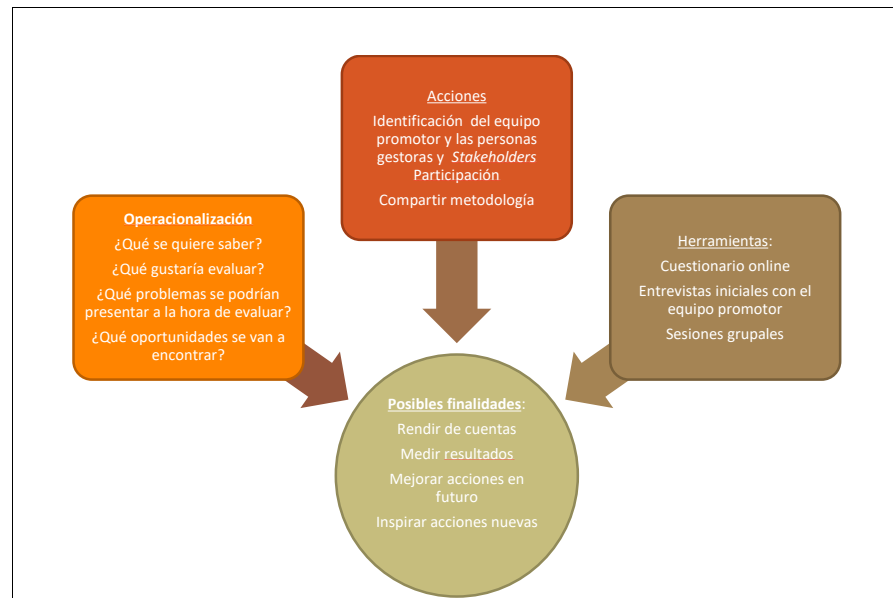 Acciones
Identificación del equipo
promotor y las personas
gestoras y Stakeholders
Participación
Compartir metodología
Operacionalización
¿Qué se quiere saber?
¿Qué gustaría evaluar?
¿Qué problemas se podrían
presentar a la hora de evaluar?
¿Qué oportunidades se van a
encontrar?
Herramientas:
Cuestionario online
Entrevistas iniciales con el
equipo promotor
Sesiones grupales
Posibles finalidades:
Rendir de cuentas
Medir resultados
Mejorar acciones en
futuro
Inspirar acciones nuevas